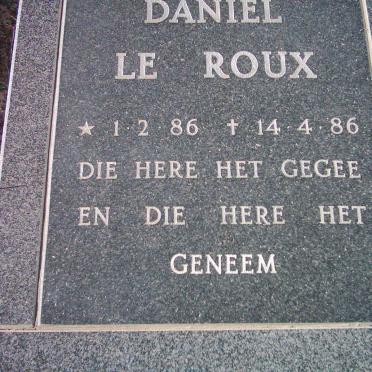 DANIEL
LE ROUX
★ 1·2·86 ✝ 14·4·86
DIE HERE HET GEGEE
EN DIE HERE HET
GENEEM